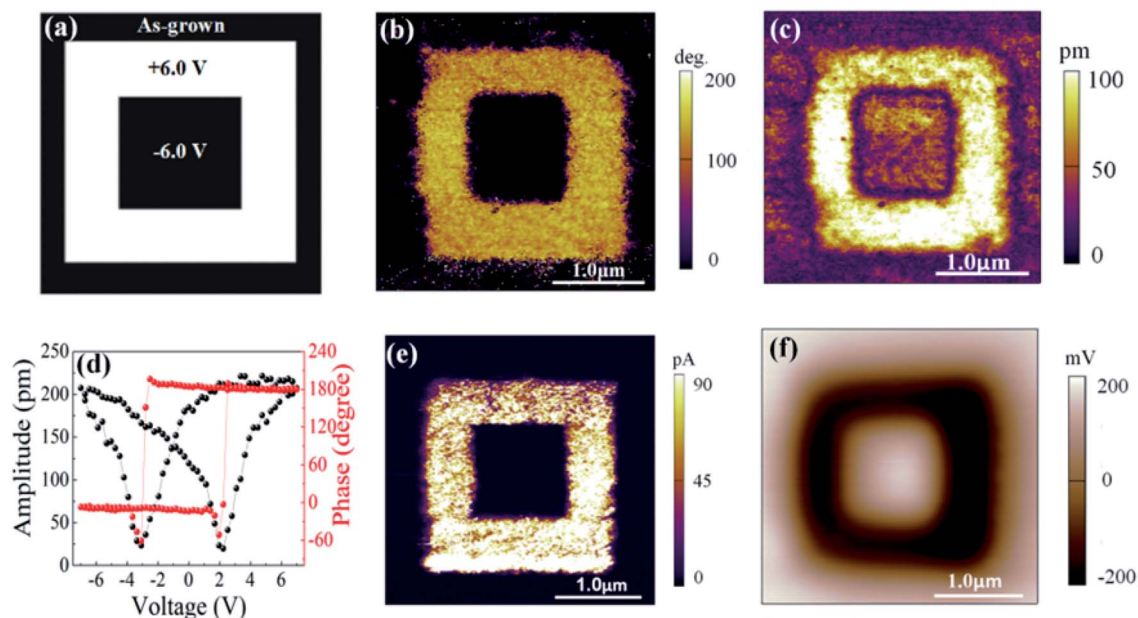 (a)
As-grown
+6.0 V
-6.0 V
(b)
deg.
200
100
0
1.0μm
(c)
pm
100
50
0
1.0μm
(d)
Amplitude (pm)
250
200
150
100
50
0
-6 -4 -2 0 2 4 6
Voltage (V)
240
180
120
60
0
-60
Phase (degree)
(e)
pA
90
45
0
1.0μm
(f)
mV
200
0
-200
1.0μm